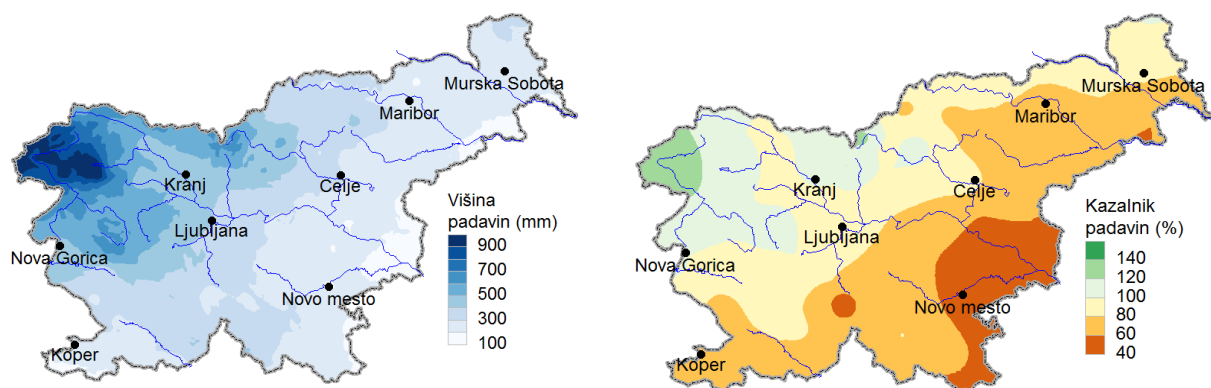 Murska Sobota
Maribor
Kranj
Celje
Ljubljana
Nova Gorica
Novo mesto
Koper
Višina
padavin (mm)
900
700
500
300
100
Murska Sobota
Maribor
Kranj
Celje
Ljubljana
Nova Gorica
Novo mesto
Koper
Kazalnik
padavin (%)
140
120
100
80
60
40